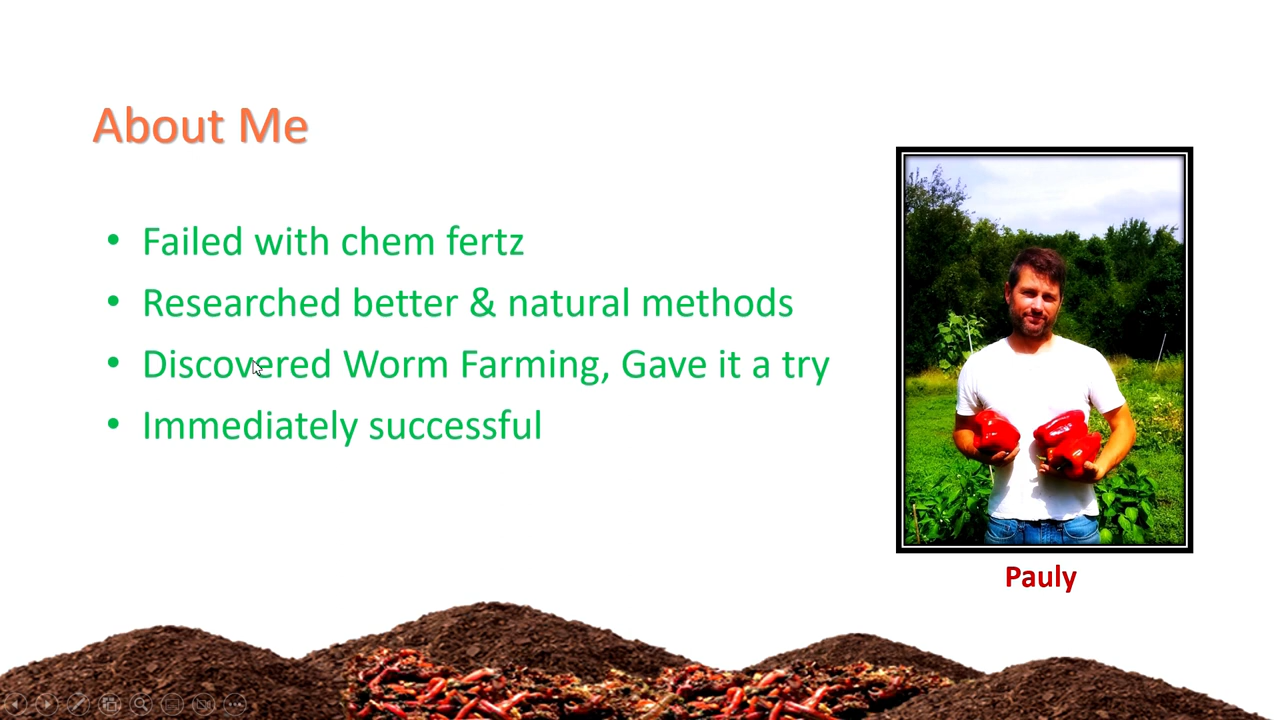 About Me
• Failed with chem fertz
• Researched better & natural methods
• Discovered Worm Farming, Gave it a try
• Immediately successful
Pauly